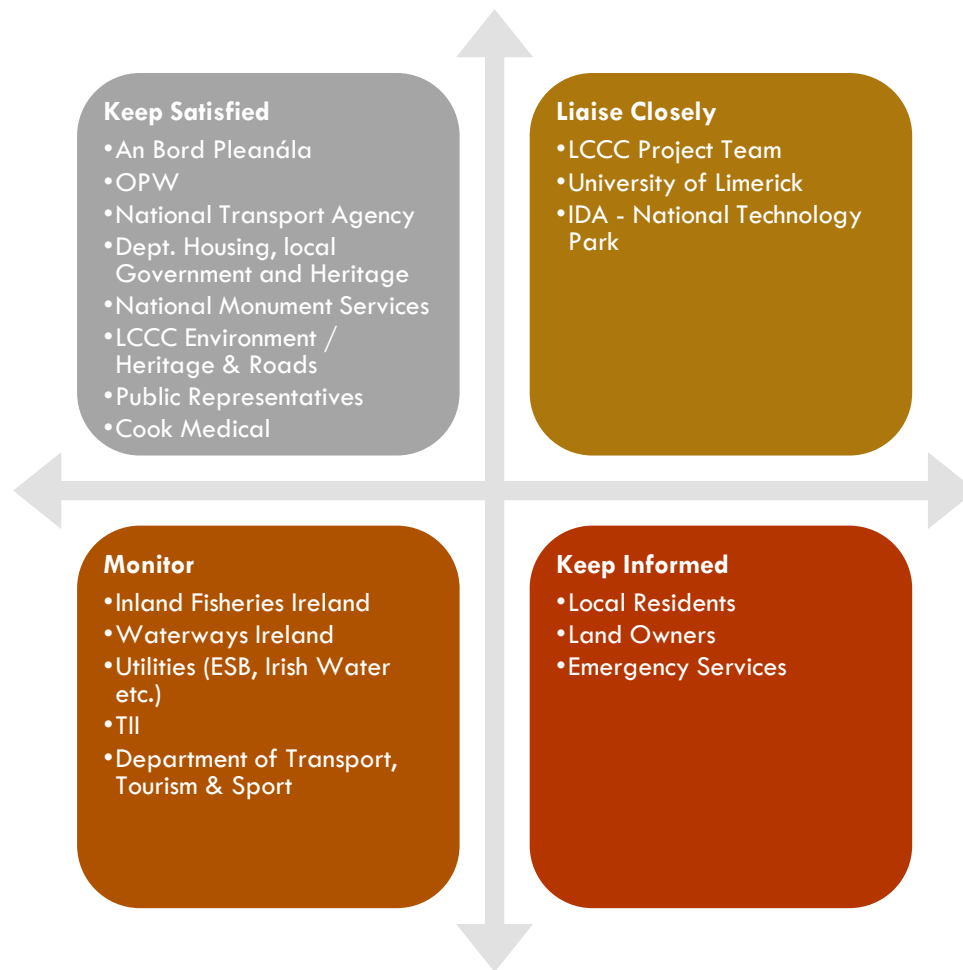 Keep Satisfied
•An Bord Pleanála
•OPW
•National Transport Agency
•Dept. Housing, local
Government and Heritage
•National Monument Services
•LCCC Environment /
Heritage & Roads
•Public Representatives
•Cook Medical
Liaise Closely
•LCCC Project Team
•University of Limerick
•IDA - National Technology
Park
Monitor
•Inland Fisheries Ireland
•Waterways Ireland
•Utilities (ESB, Irish Water
etc.)
•TII
•Department of Transport,
Tourism & Sport
Keep Informed
•Local Residents
•Land Owners
•Emergency Services